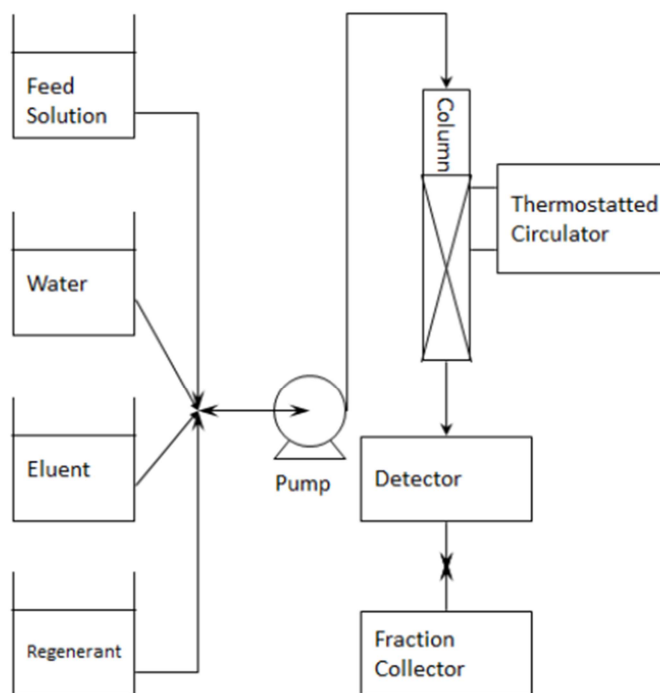 Feed
Solution
Water
Eluent
Regenerant
Pump
Column
Thermostatted
Circulator
Detector
Fraction
Collector